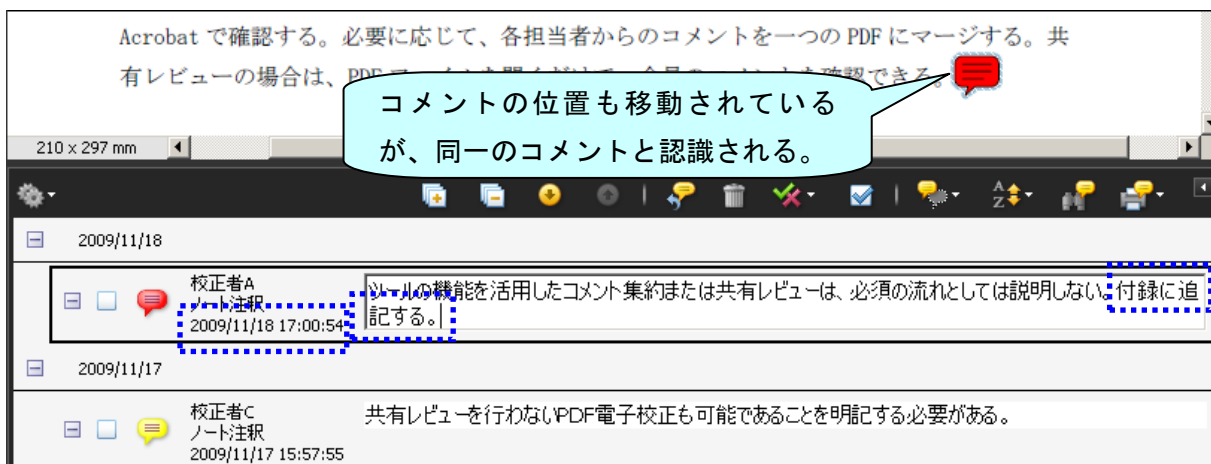 Acrobat で確認する。必要に応じて、各担当者からのコメントを一つの PDF にマージする。共
有レビューの場合は、PDF
コメントの位置も移動されている
が、同一のコメントと認識される。
210 x 297 mm
2009/11/18
校正者A
ノート注釈
2009/11/18 17:00:54
ツールの機能を活用したコメント集約または共有レビューは、必須の流れとしては説明しない。付録に追
記する。
2009/11/17
校正者C
ノート注釈
2009/11/17 15:57:55
共有レビューを行わないPDF電子校正も可能であることを明記する必要がある。